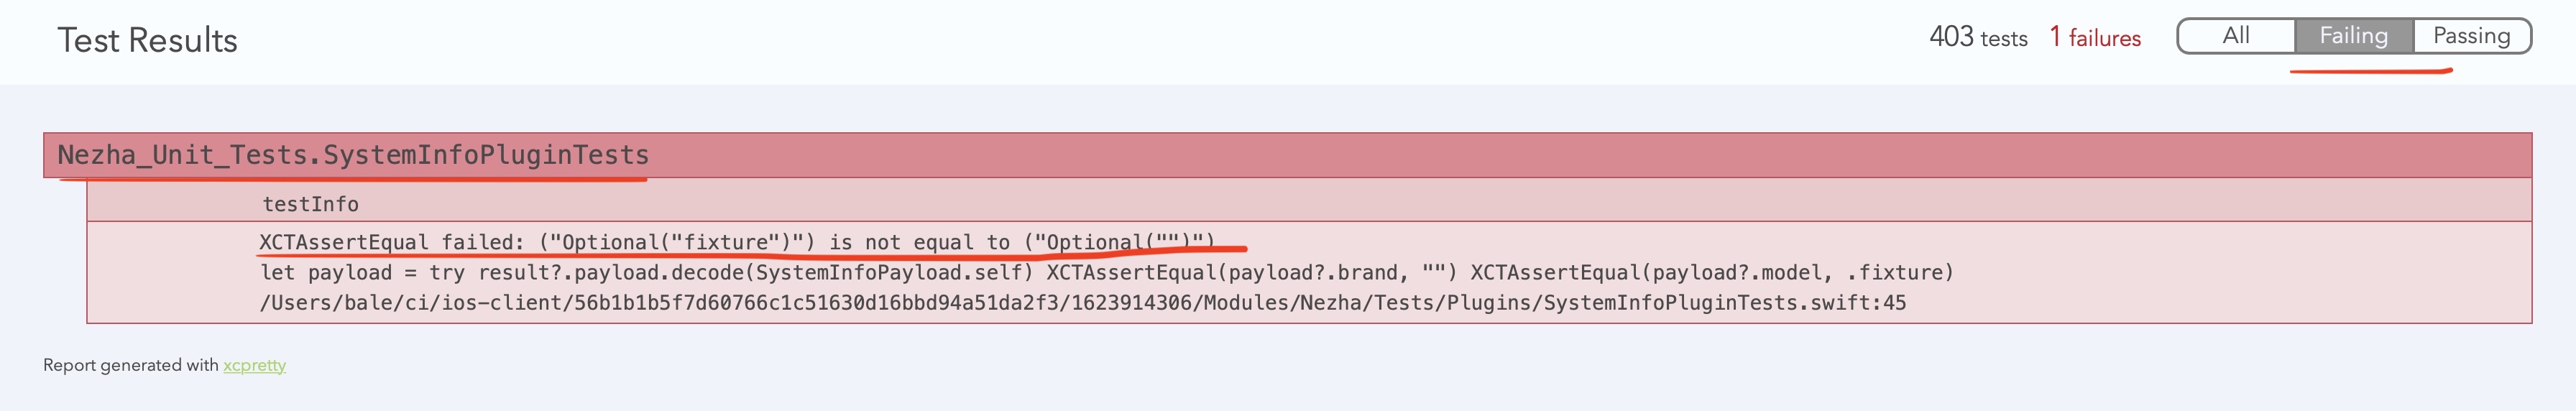 Test Results
403 tests 1 failures All Failing Passing
Nezha_Unit_Tests.SystemInfoPluginTests
testInfo
XCTAssertEqual failed: ("Optional("fixture")") is not equal to ("Optional("")")
let payload = try result?.payload.decode(SystemInfoPayload.self) XCTAssertEqual(payload?.brand, "") XCTAssertEqual(payload?.model, .fixture)
/Users/bale/ci/ios-client/56b1b1b5f7d60766c1c51630d16bbd94a51da2f3/1623914306/Modules/Nezha/Tests/Plugins/SystemInfoPluginTests.swift:45
Report generated with xcpretty